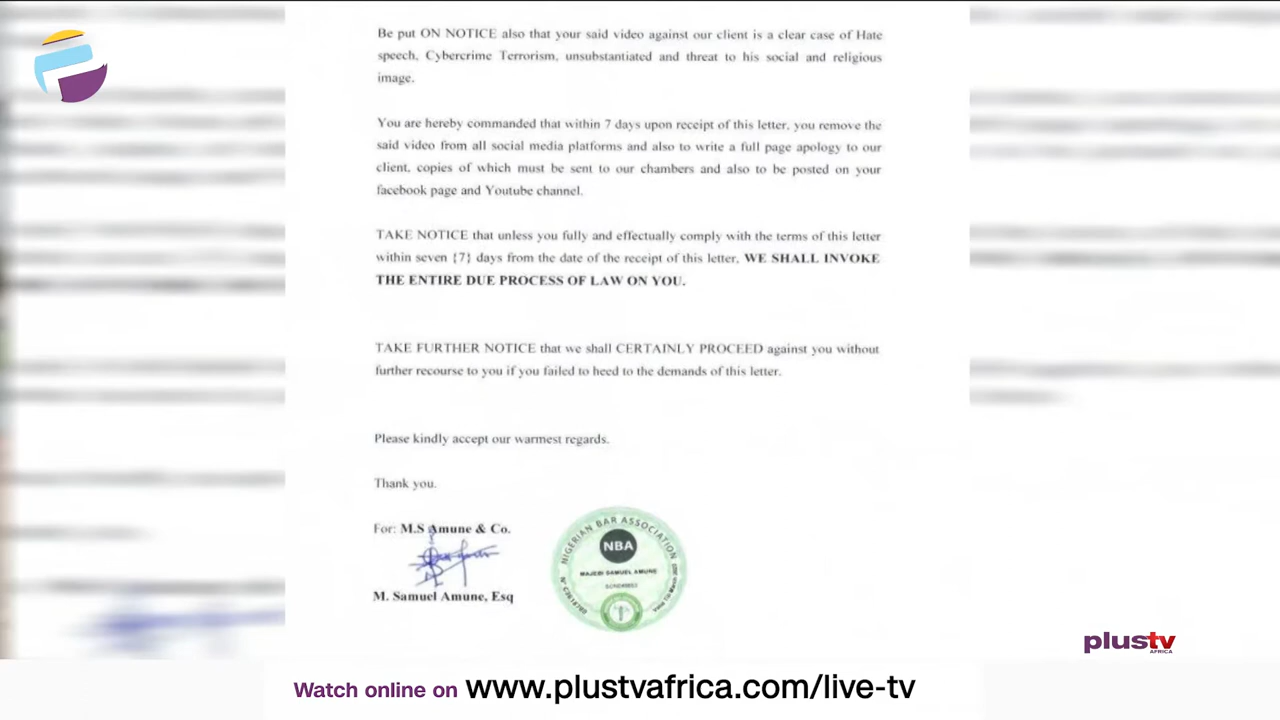 Be put ON NOTICE also that your said video against our client is a clear case of Hate
speech, Cybercrime Terrorism, unsubstantiated and threat to his social and religious
image.
You are hereby commanded that within 7 days upon receipt of this letter, you remove the
said video from all social media platforms and also to write a full page apology to our
client, copies of which must be sent to our chambers and also to be posted on your
facebook page and Youtube channel.
TAKE NOTICE that unless you fully and effectually comply with the terms of this letter
within seven {7} days from the date of the receipt of this letter, WE SHALL INVOKE
THE ENTIRE DUE PROCESS OF LAW ON YOU.
TAKE FURTHER NOTICE that we shall CERTAINLY PROCEED against you without
further recourse to you if you failed to heed to the demands of this letter.
Please kindly accept our warmest regards.
Thank you.
For: M.S Amune & Co.
M. Samuel Amune, Esq
NIGERIAN BAR ASSOCIATION
NBA
SAMUEL AMUNE
plustv
AFRICA
Watch online on www.plustvafrica.com/live-tv